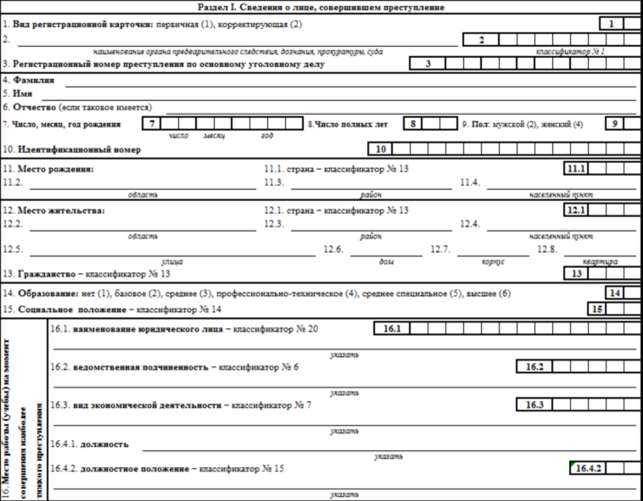 Раздел I. Сведения о лице, совершившем преступление
1. Вид регистрационной карточки: первичная (1), корректирующая (2) 1
2. 2
наименование органа предварительного следствия, дознания, прокуратуры, суда классификатор № 1
3. Регистрационный номер преступления по основному уголовному делу 3
4. Фамилия
5. Имя
6. Отчество (если таковое имеется)
7. Число, месяц, год рождения 7 8.Число полных лет 8 9. Пол: мужской (2), женский (4) 9
число месяц год
10. Идентификационный номер 10
11. Место рождения: 11.1. страна – классификатор № 13 11.1
11.2. 11.3. 11.4.
область район населенный пункт
12. Место жительства: 12.1. страна – классификатор № 13 12.1
12.2. 12.3. 12.4.
область район населенный пункт
12.5. 12.6. 12.7. 12.8.
улица дом корпус квартира
13. Гражданство – классификатор № 13 13
14. Образование: нет (1), базовое (2), среднее (3), профессионально-техническое (4), среднее специальное (5), высшее (6) 14
15. Социальное положение – классификатор № 14 15
16. Место работы (учебы) на момент
совершения наиболее
тяжкого преступления
16.1. наименование юридического лица – классификатор № 20 16.1
указать
16.2. ведомственная подчиненность – классификатор № 6 16.2
указать
16.3. вид экономической деятельности – классификатор № 7 16.3
указать
16.4.1. должность
указать
16.4.2. должностное положение – классификатор № 15 16.4.2
указать